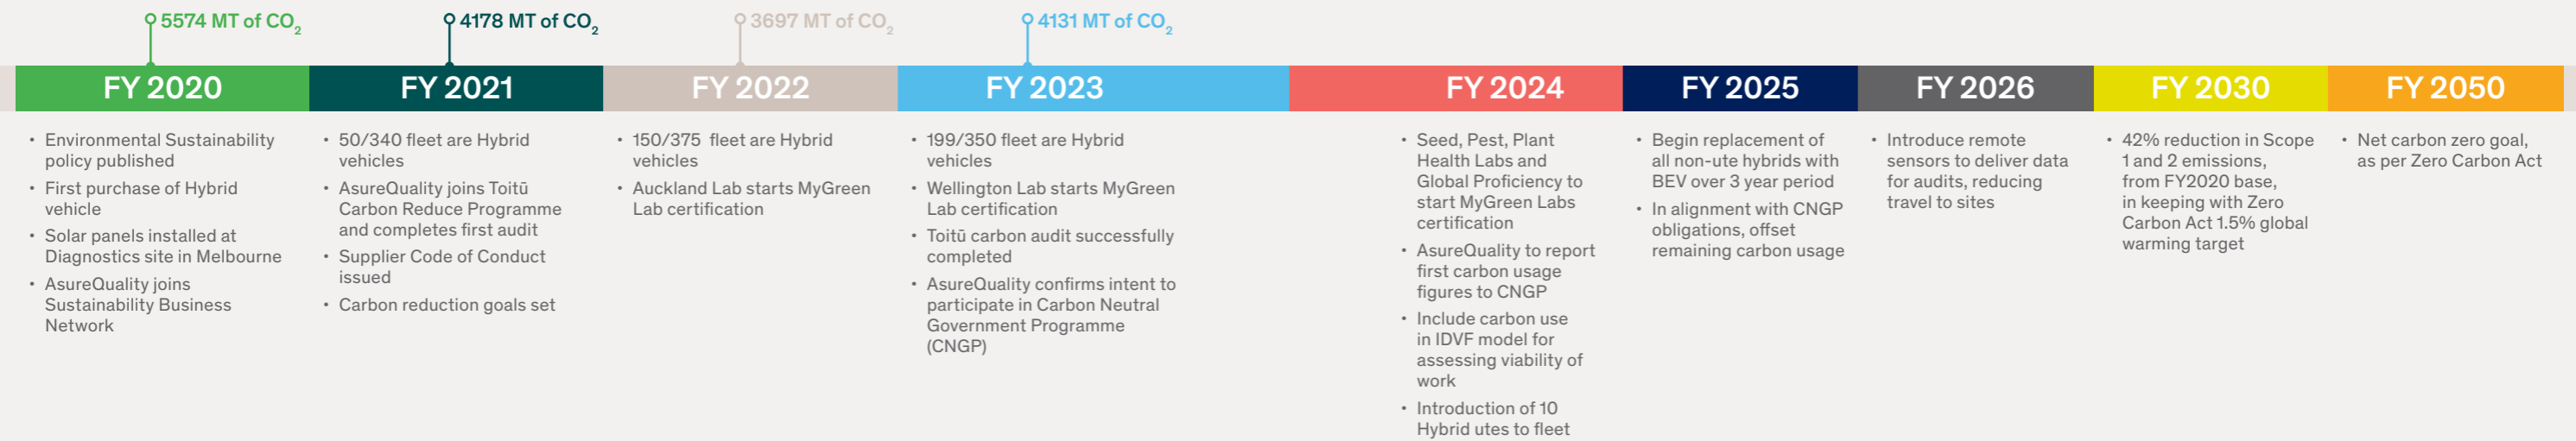 5574 MT of CO₂
4178 MT of CO₂
3697 MT of CO₂
4131 MT of CO₂
FY 2020
FY 2021
FY 2022
FY 2023
FY 2024
FY 2025
FY 2026
FY 2030
FY 2050
• Environmental Sustainability
policy published
• First purchase of Hybrid
vehicle
• Solar panels installed at
Diagnostics site in Melbourne
• AsureQuality joins
Sustainability Business
Network
• 50/340 fleet are Hybrid
vehicles
• AsureQuality joins Toitū
Carbon Reduce Programme
and completes first audit
• Supplier Code of Conduct
issued
• Carbon reduction goals set
• 150/375 fleet are Hybrid
vehicles
• Auckland Lab starts MyGreen
Lab certification
• 199/350 fleet are Hybrid
vehicles
• Wellington Lab starts MyGreen
Lab certification
• Toitū carbon audit successfully
completed
• AsureQuality confirms intent to
participate in Carbon Neutral
Government Programme
(CNGP)
• Seed, Pest, Plant
Health Labs and
Global Proficiency to
start MyGreen Labs
certification
• AsureQuality to report
first carbon usage
figures to CNGP
• Include carbon use
in IDVF model for
assessing viability of
work
• Introduction of 10
Hybrid utes to fleet
• Begin replacement of
all non-ute hybrids with
BEV over 3 year period
• In alignment with CNGP
obligations, offset
remaining carbon usage
• Introduce remote
sensors to deliver data
for audits, reducing
travel to sites
• 42% reduction in Scope
1 and 2 emissions,
from FY2020 base,
in keeping with Zero
Carbon Act 1.5% global
warming target
• Net carbon zero goal,
as per Zero Carbon Act